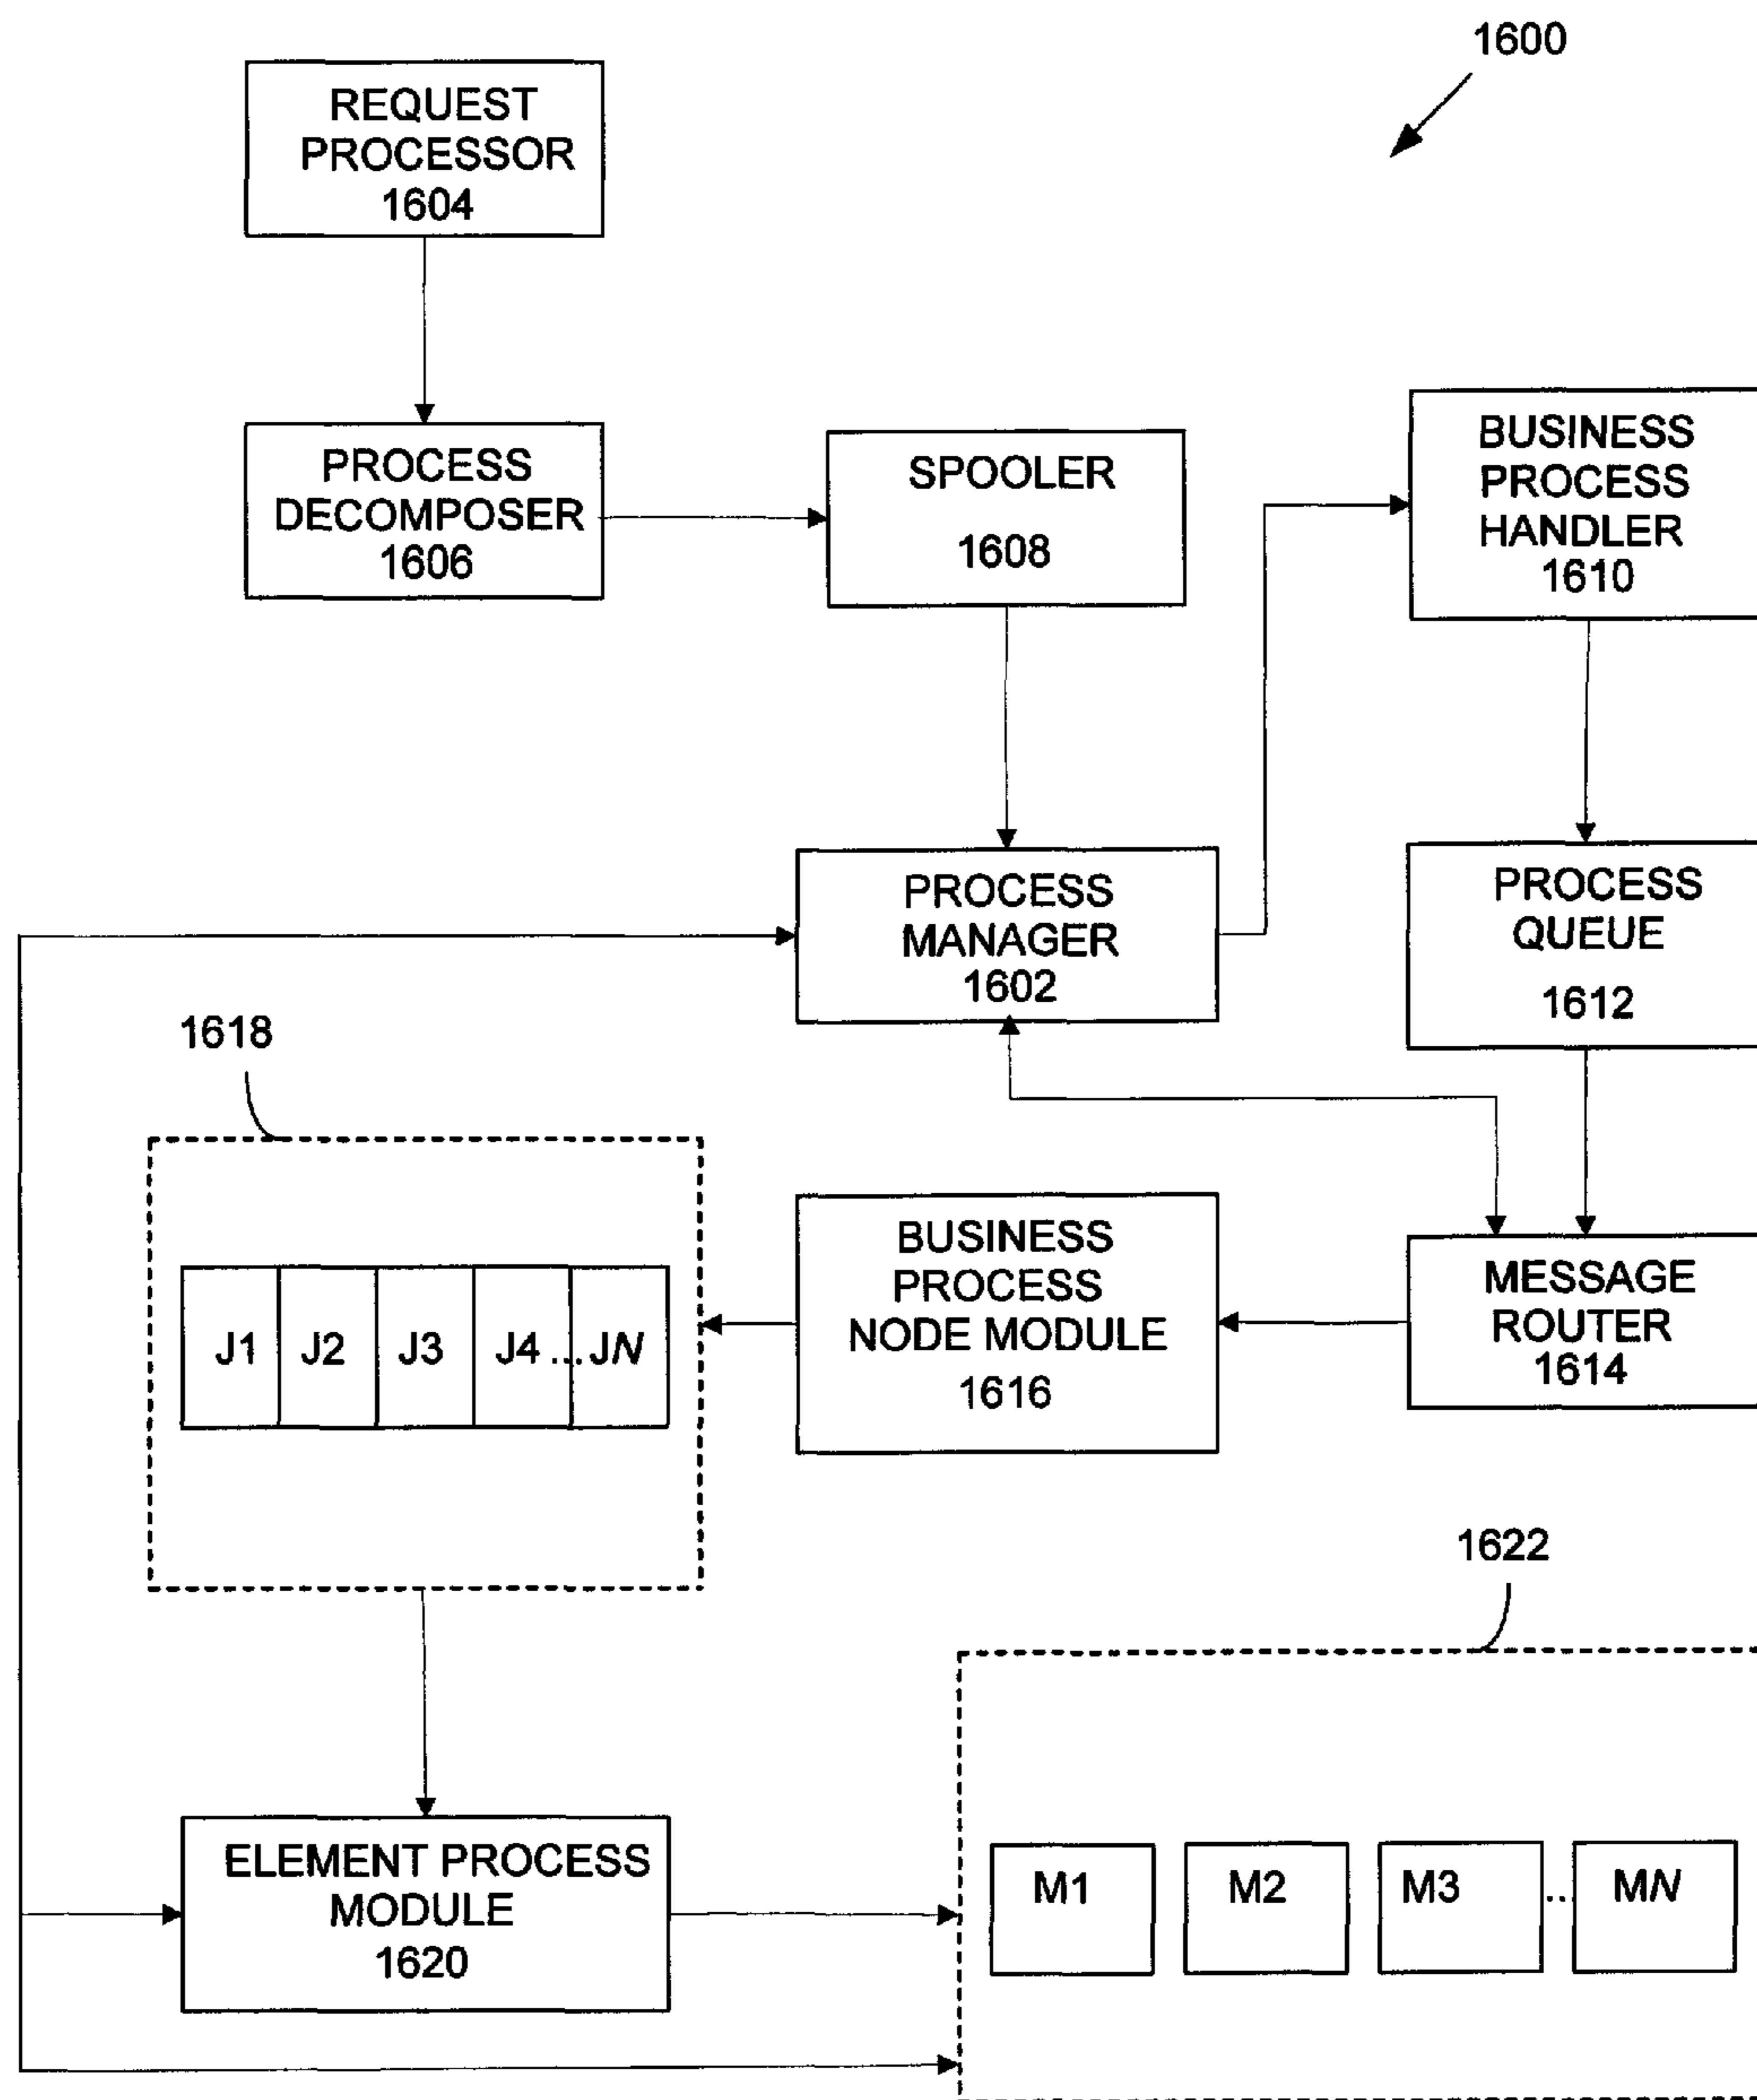 1600
REQUEST
PROCESSOR
1604
PROCESS
DECOMPOSER
1606
SPOOLER
1608
BUSINESS
PROCESS
HANDLER
1610
PROCESS
MANAGER
1602
PROCESS
QUEUE
1612
1618
J1 J2 J3 J4 ... JN
BUSINESS
PROCESS
NODE MODULE
1616
MESSAGE
ROUTER
1614
1622
ELEMENT PROCESS
MODULE
1620
M1 M2 M3 ... MN